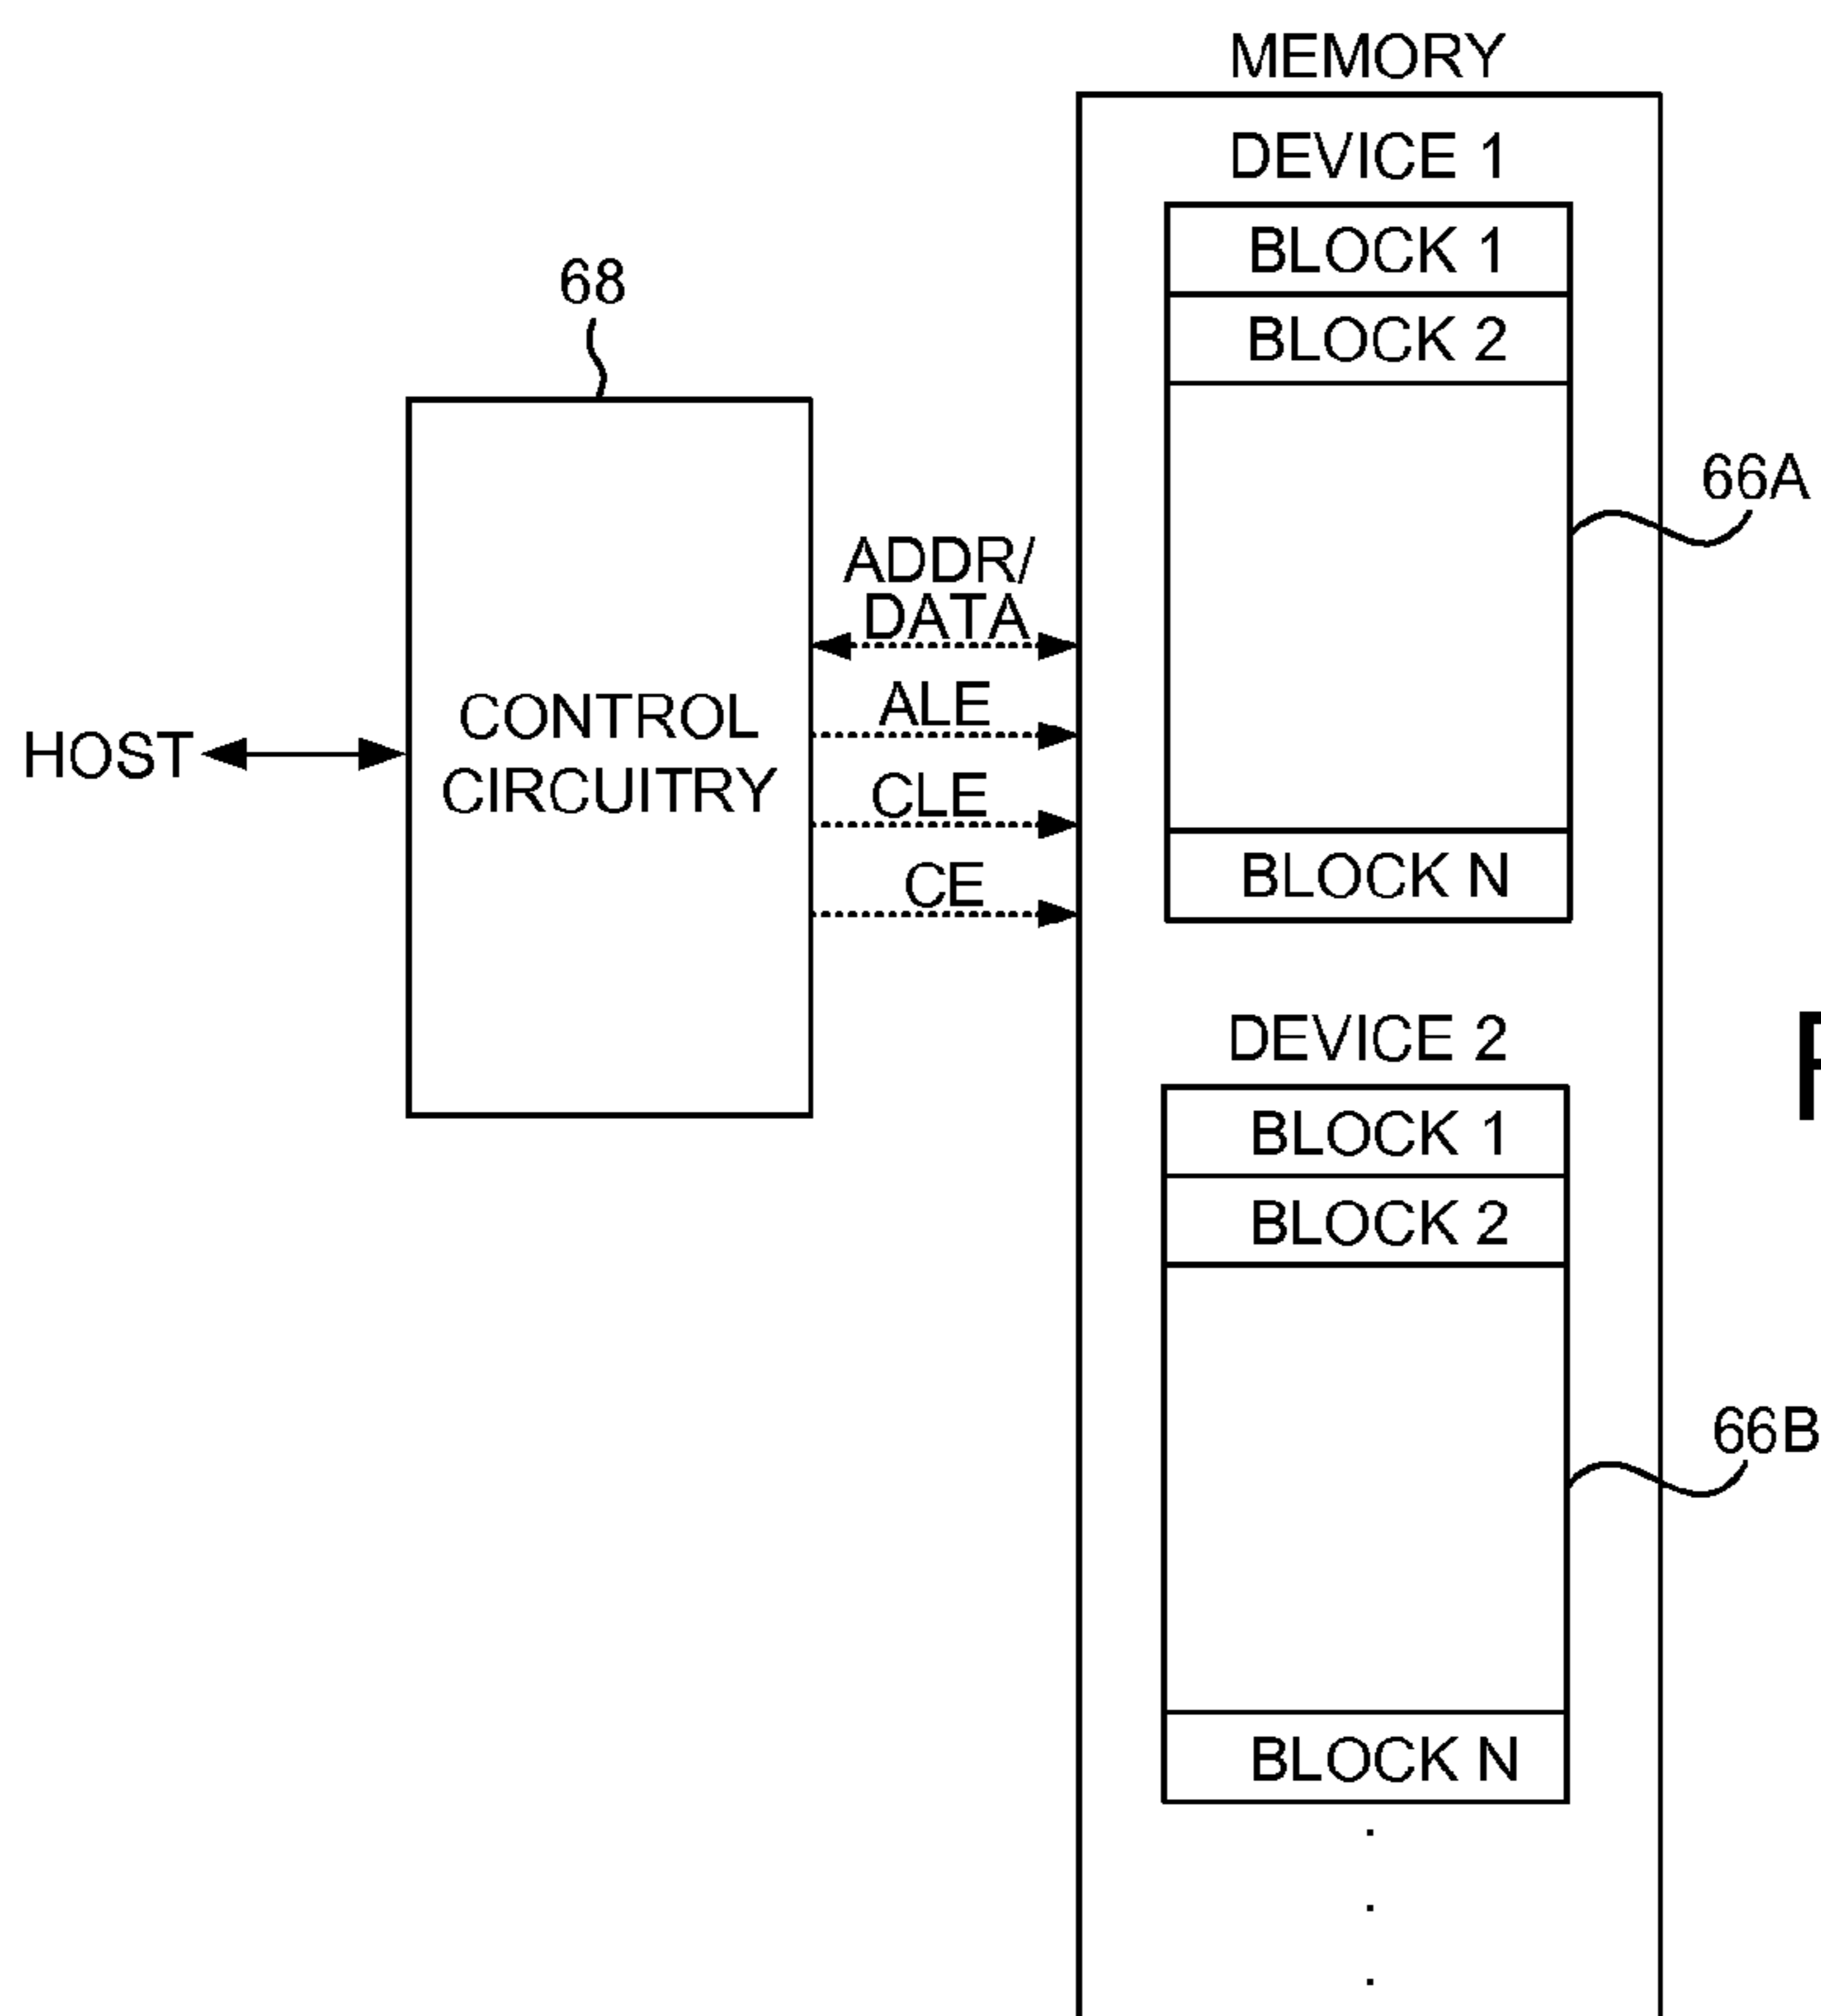 MEMORY
DEVICE 1
BLOCK 1
BLOCK 2
68
66A
ADDR/
DATA
ALE
CONTROL
CIRCUITRY
HOST
CLE
CE
BLOCK N
DEVICE 2
BLOCK 1
BLOCK 2
66B
BLOCK N